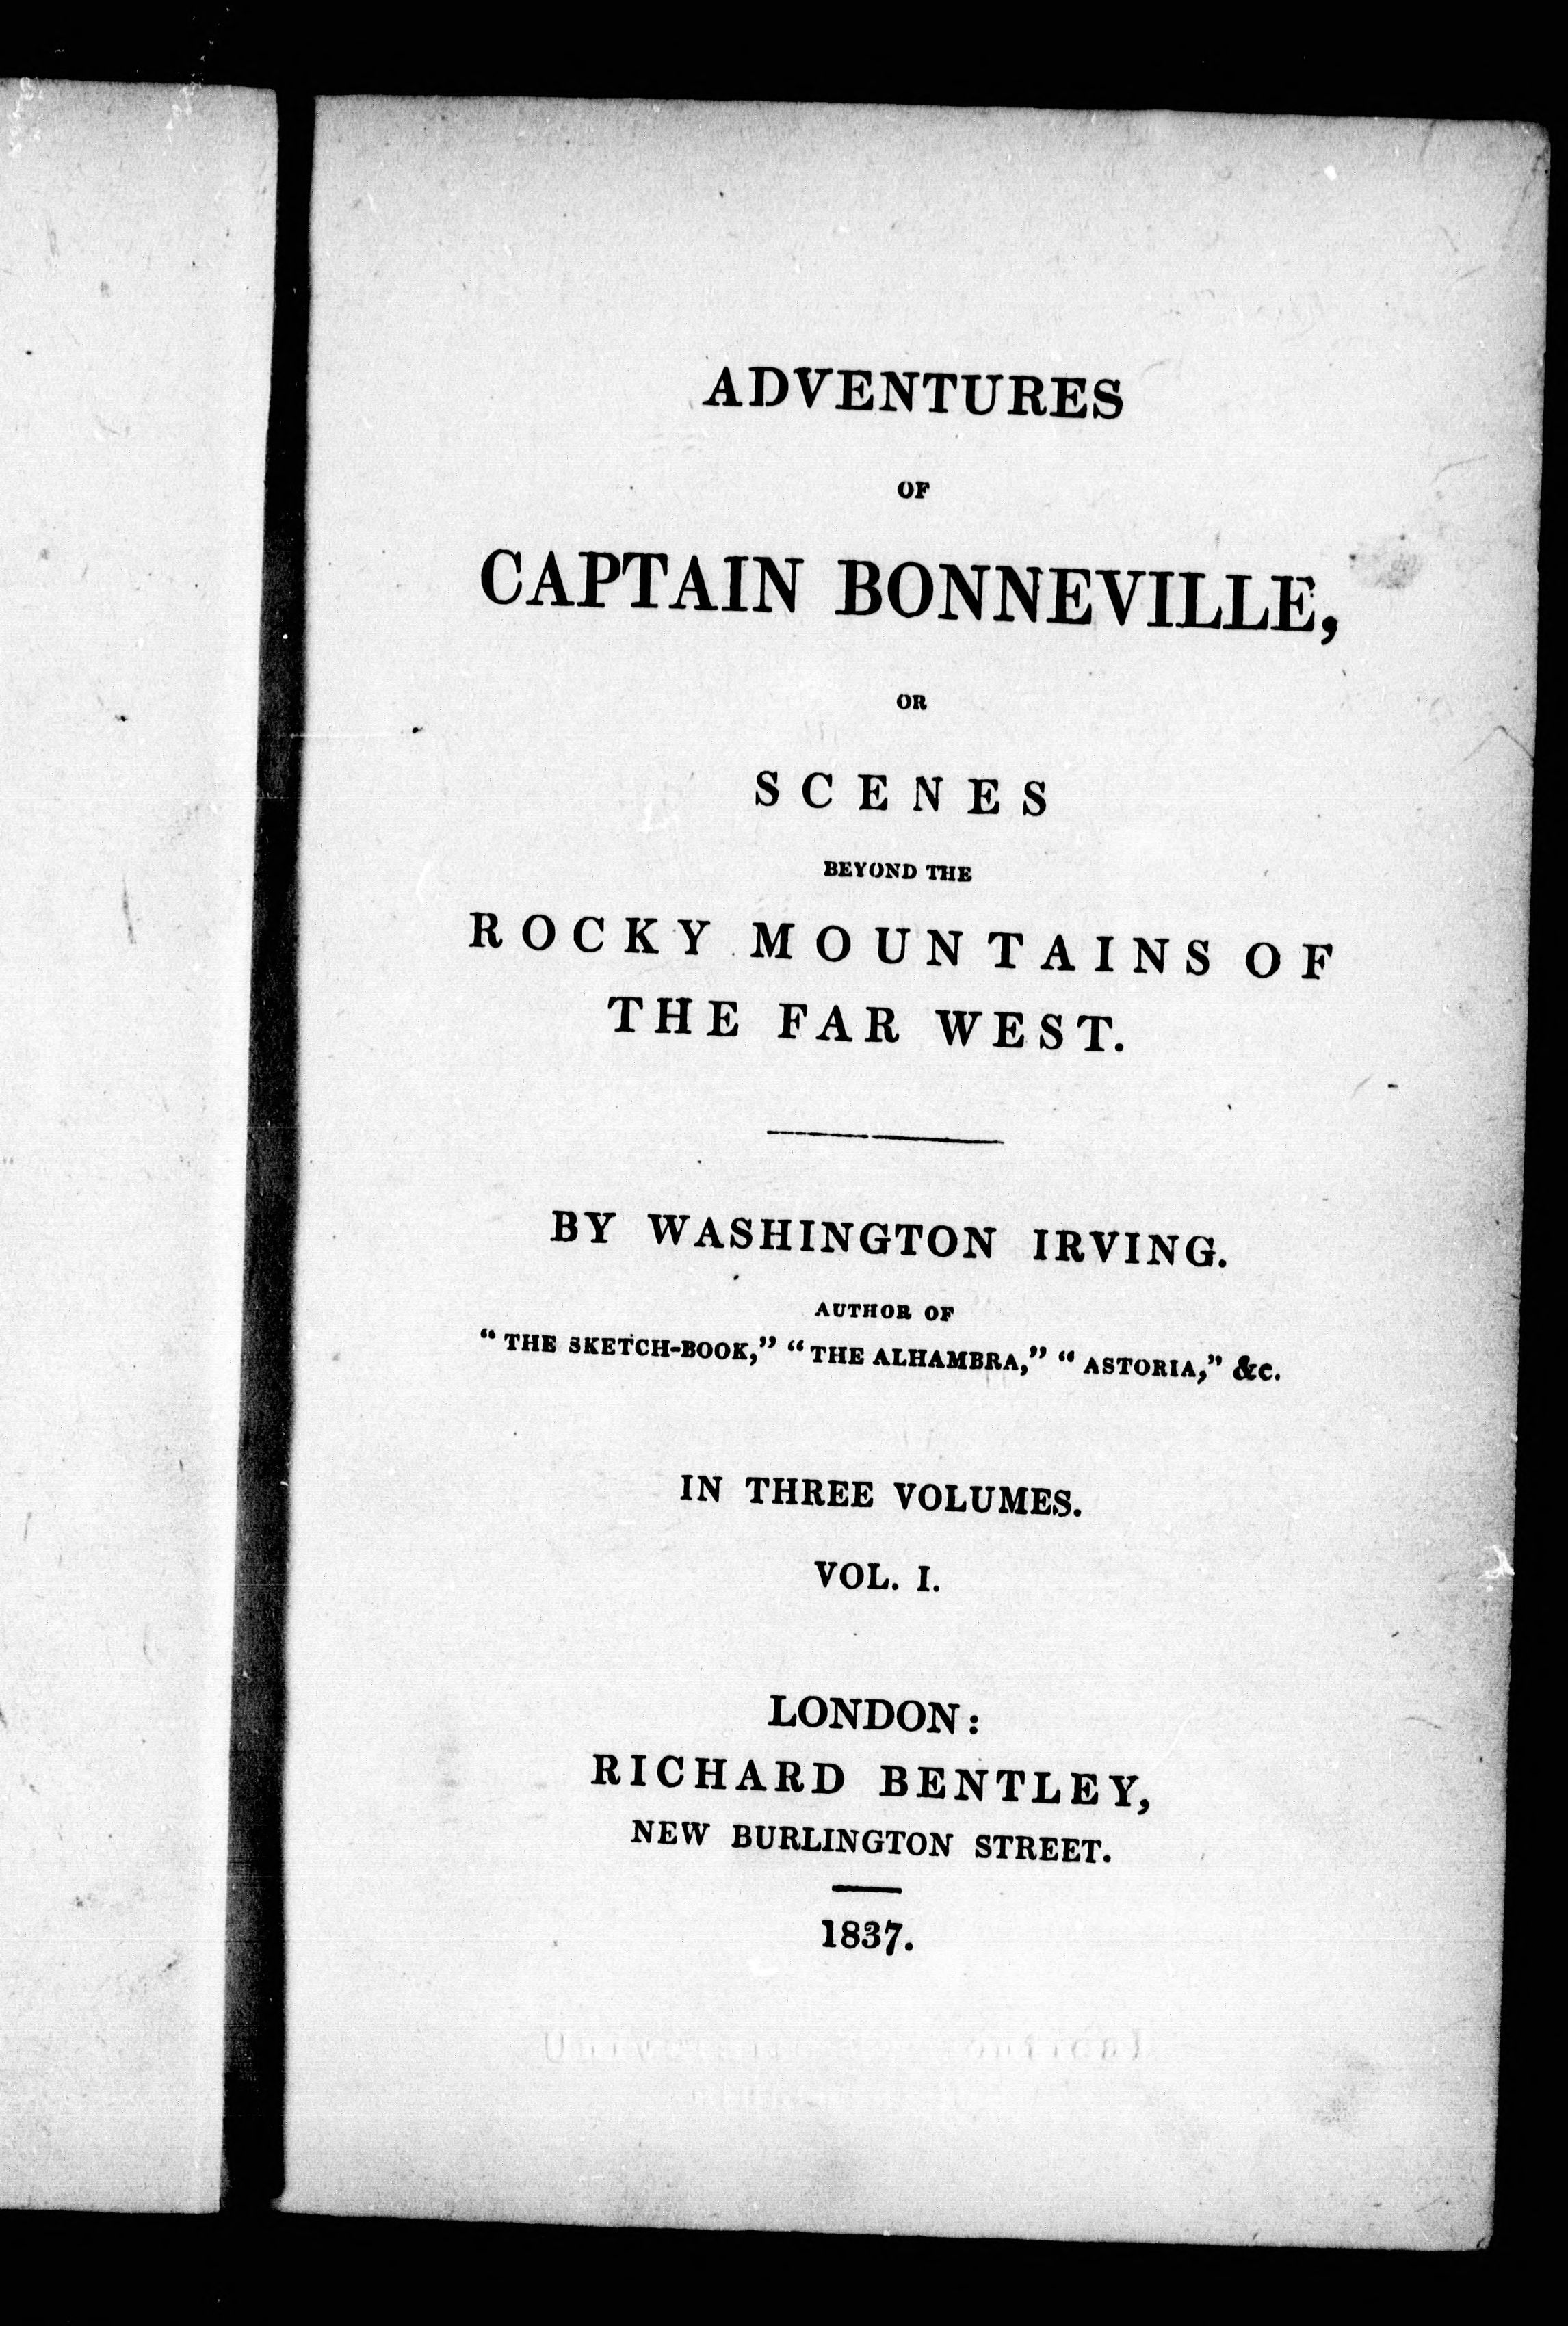 ADVENTURES
OF
CAPTAIN BONNEVILLE,
OR
SCENES
BEYOND THE
ROCKY MOUNTAINS OF
THE FAR WEST.
BY WASHINGTON IRVING.
AUTHOR OF
“THE SKETCH-BOOK,” “THE ALHAMBRA,” “ASTORIA,” &c.
IN THREE VOLUMES.
VOL. I.
LONDON:
RICHARD BENTLEY,
NEW BURLINGTON STREET.
1837.